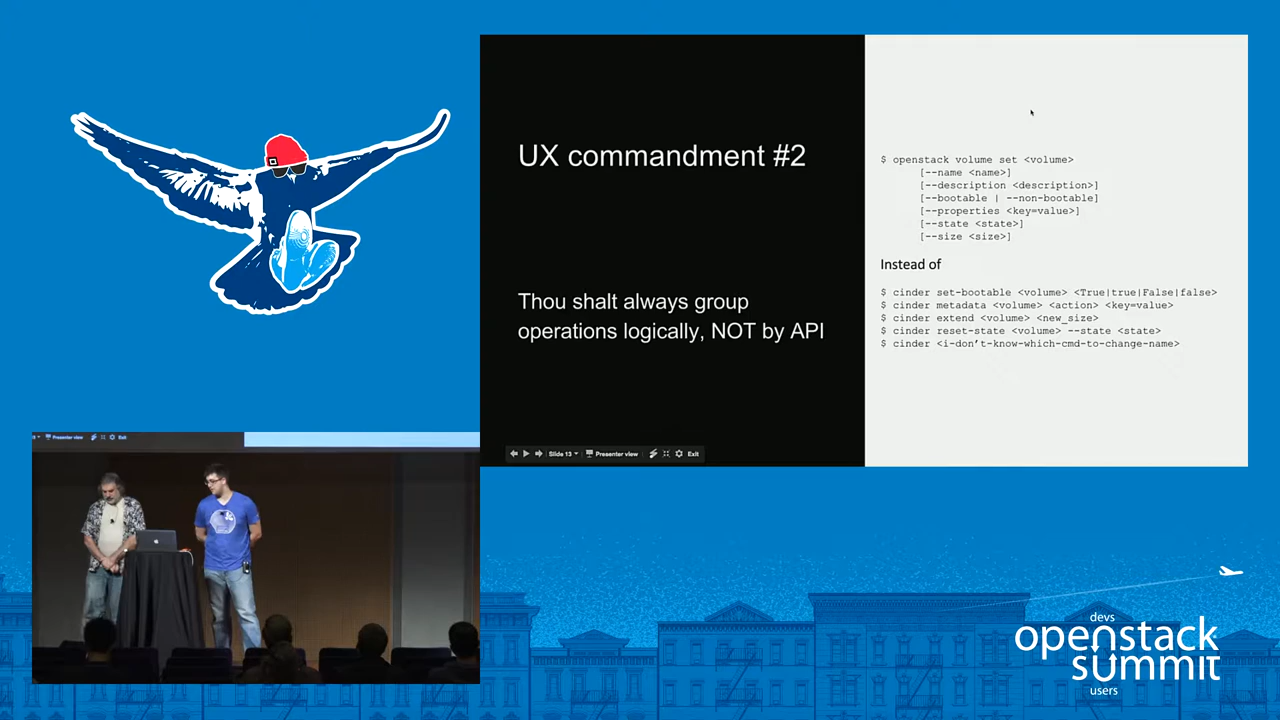 UX commandment #2
Thou shalt always group
operations logically, NOT by API
Slide 13
Presenter view
Exit
$ openstack volume set <volume>
[--name <name>]
[--description <description>]
[--bootable | --non-bootable]
[--properties <key=value>]
[--state <state>]
[--size <size>]
Instead of
$ cinder set-bootable <volume> <True|true|False|false>
$ cinder metadata <volume> <action> <key=value>
$ cinder extend <volume> <new_size>
$ cinder reset-state <volume> --state <state>
$ cinder <i-don't-know-which-cmd-to-change-name>
Presenter view
Exit
devs
openstack
summit
users